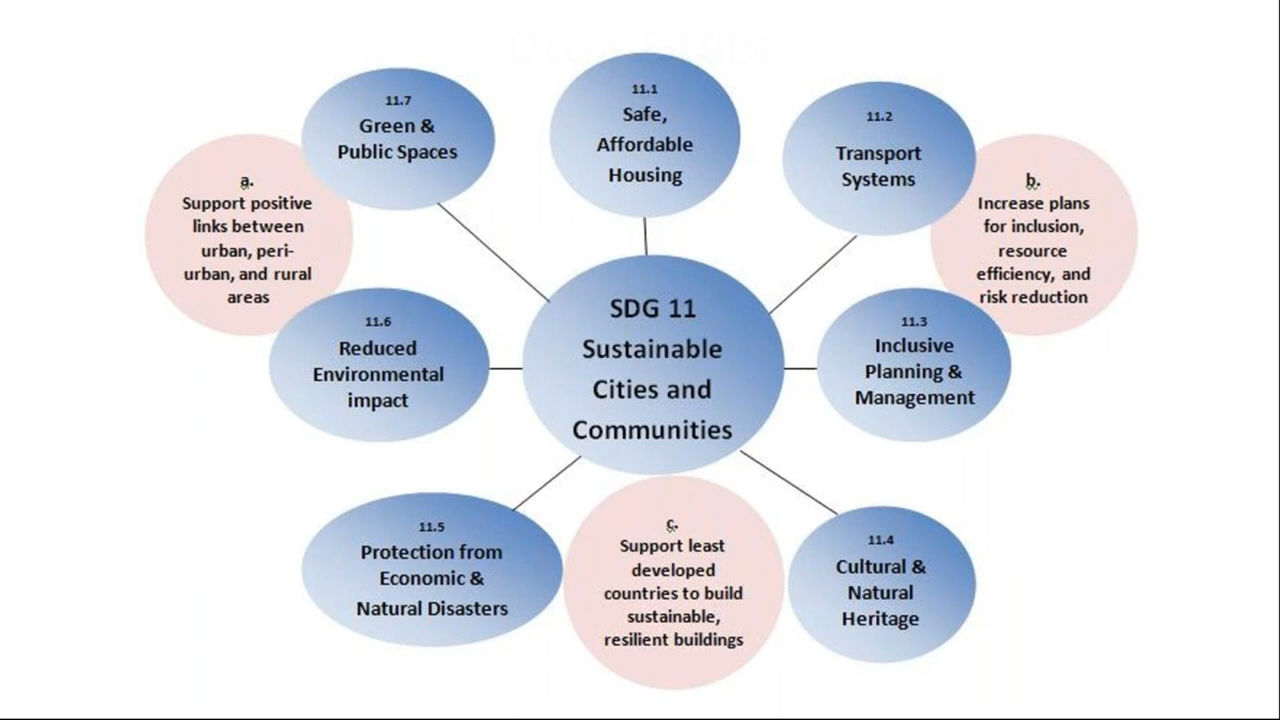 11.7
Green &
Public Spaces
11.1
Safe,
Affordable
Housing
11.2
Transport
Systems
a.
Support positive
links between
urban, peri-
urban, and rural
areas
b.
Increase plans
for inclusion,
resource
efficiency, and
risk reduction
11.6
Reduced
Environmental
impact
SDG 11
Sustainable
Cities and
Communities
11.3
Inclusive
Planning &
Management
11.5
Protection from
Economic &
Natural Disasters
c.
Support least
developed
countries to build
sustainable,
resilient buildings
11.4
Cultural &
Natural
Heritage